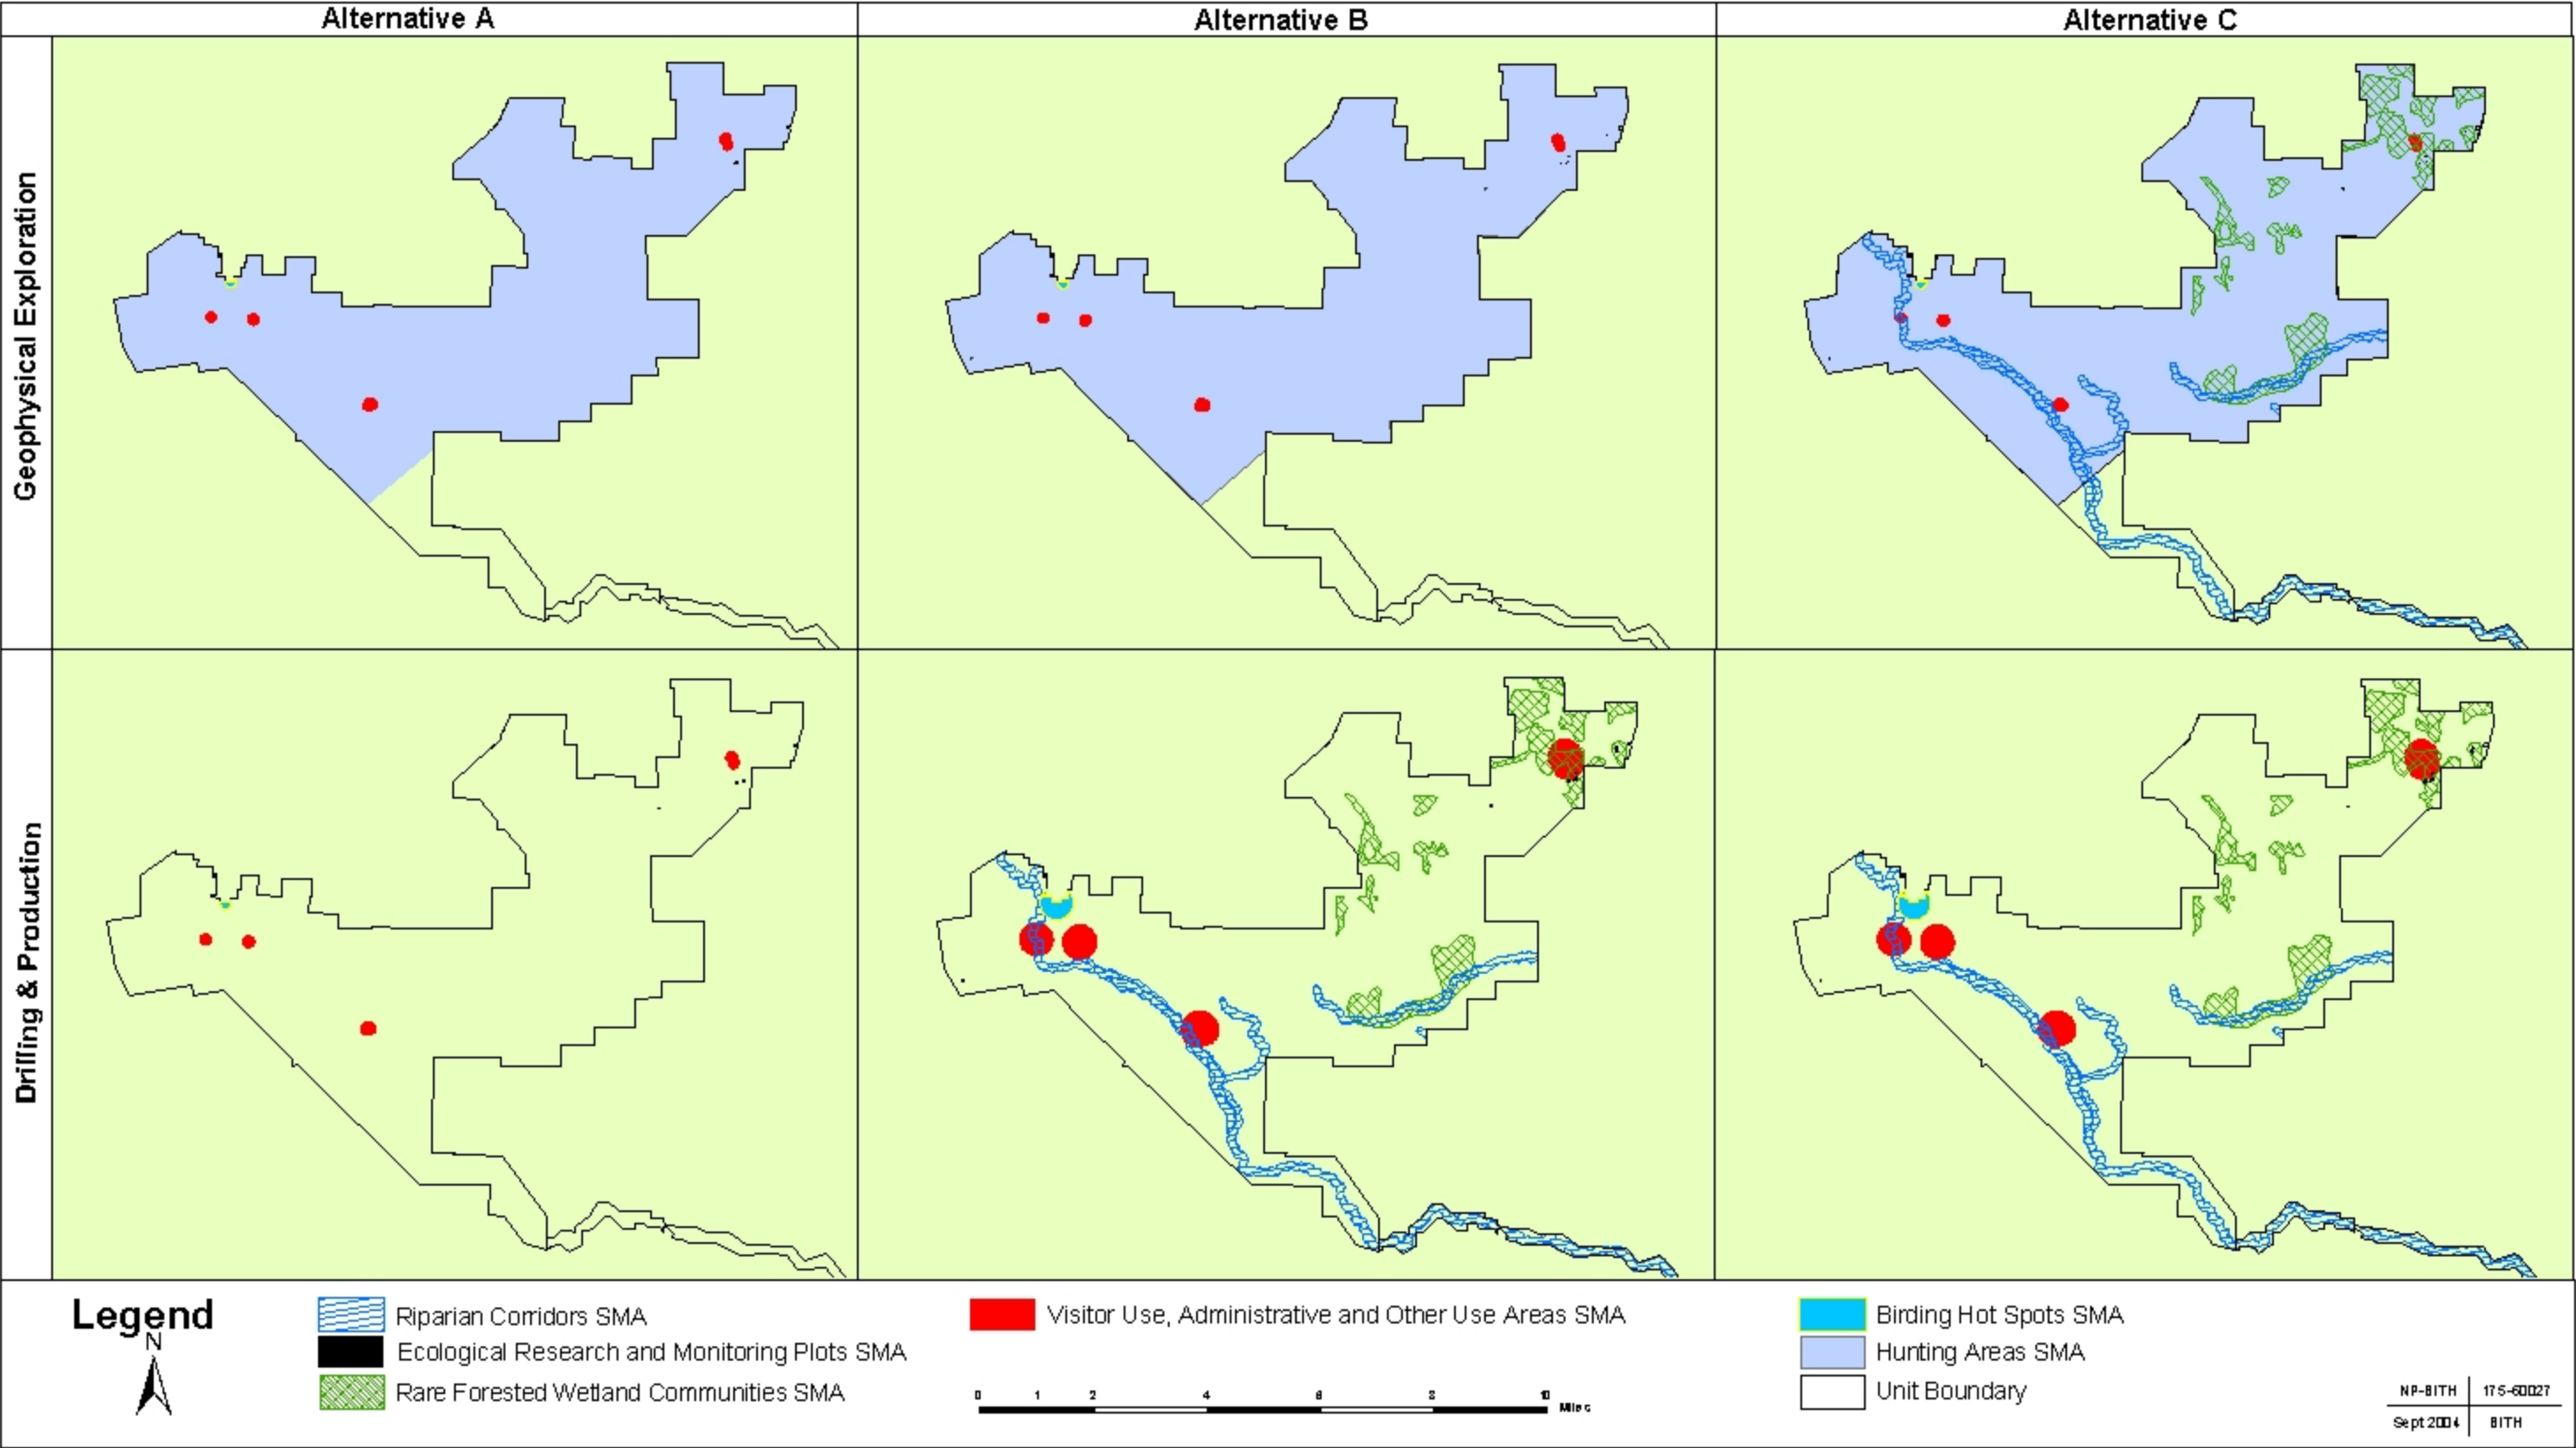 Alternative A
Alternative B
Alternative C
Geophysical Exploration
Drilling & Production
Legend
N
Riparian Corridors SMA
Ecological Research and Monitoring Plots SMA
Rare Forested Wetland Communities SMA
Visitor Use, Administrative and Other Use Areas SMA
0 1 2 4 6 8 10 Miles
Birding Hot Spots SMA
Hunting Areas SMA
Unit Boundary
NP-BITH 175-60027
Sept 2004 BITH